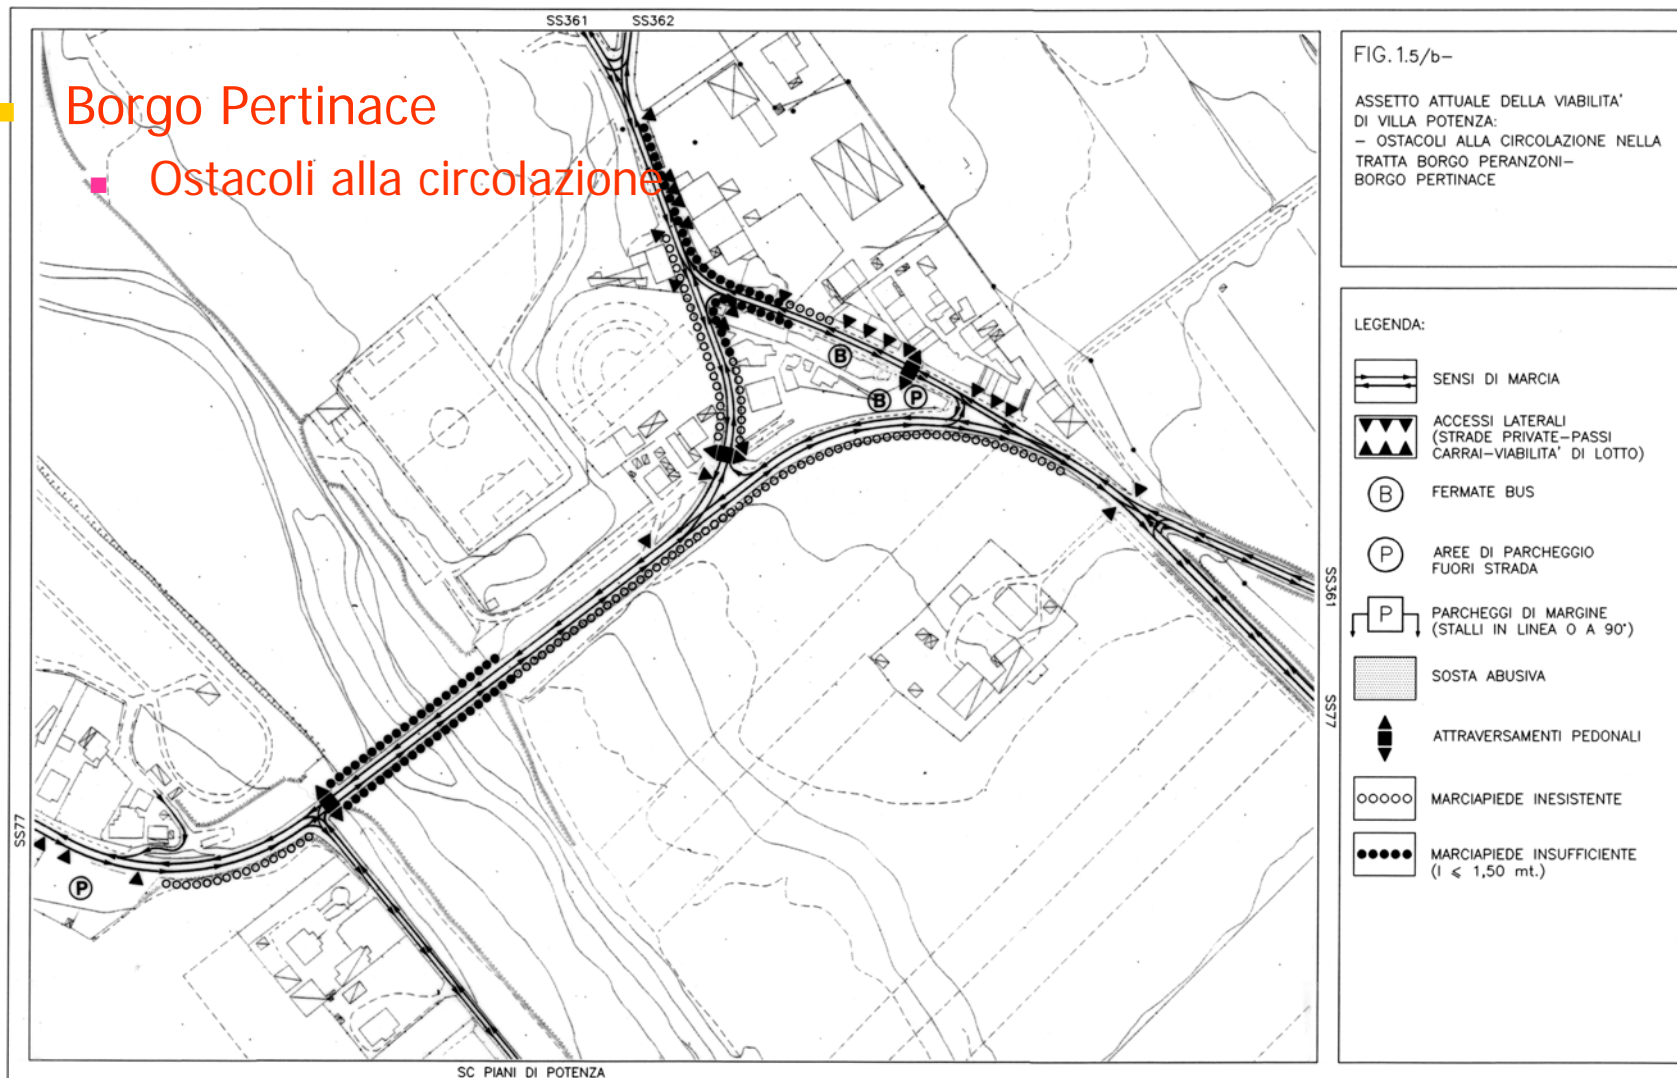 SS361 SS362
Borgo Pertinace
Ostacoli alla circolazione
B
B
P
P
SS77
SS361
SS77
SC PIANI DI POTENZA
FIG. 1.5/b-
ASSETTO ATTUALE DELLA VIABILITA'
DI VILLA POTENZA:
- OSTACOLI ALLA CIRCOLAZIONE NELLA
TRATTA BORGO PERANZONI-
BORGO PERTINACE
LEGENDA:
SENSI DI MARCIA
ACCESSI LATERALI
(STRADE PRIVATE-PASSI
CARRAI-VIABILITA' DI LOTTO)
B FERMATE BUS
P AREE DI PARCHEGGIO
FUORI STRADA
P PARCHEGGI DI MARGINE
(STALLI IN LINEA O A 90°)
SOSTA ABUSIVA
ATTRAVERSAMENTI PEDONALI
MARCIAPIEDE INESISTENTE
MARCIAPIEDE INSUFFICIENTE
(l ⩽ 1,50 mt.)